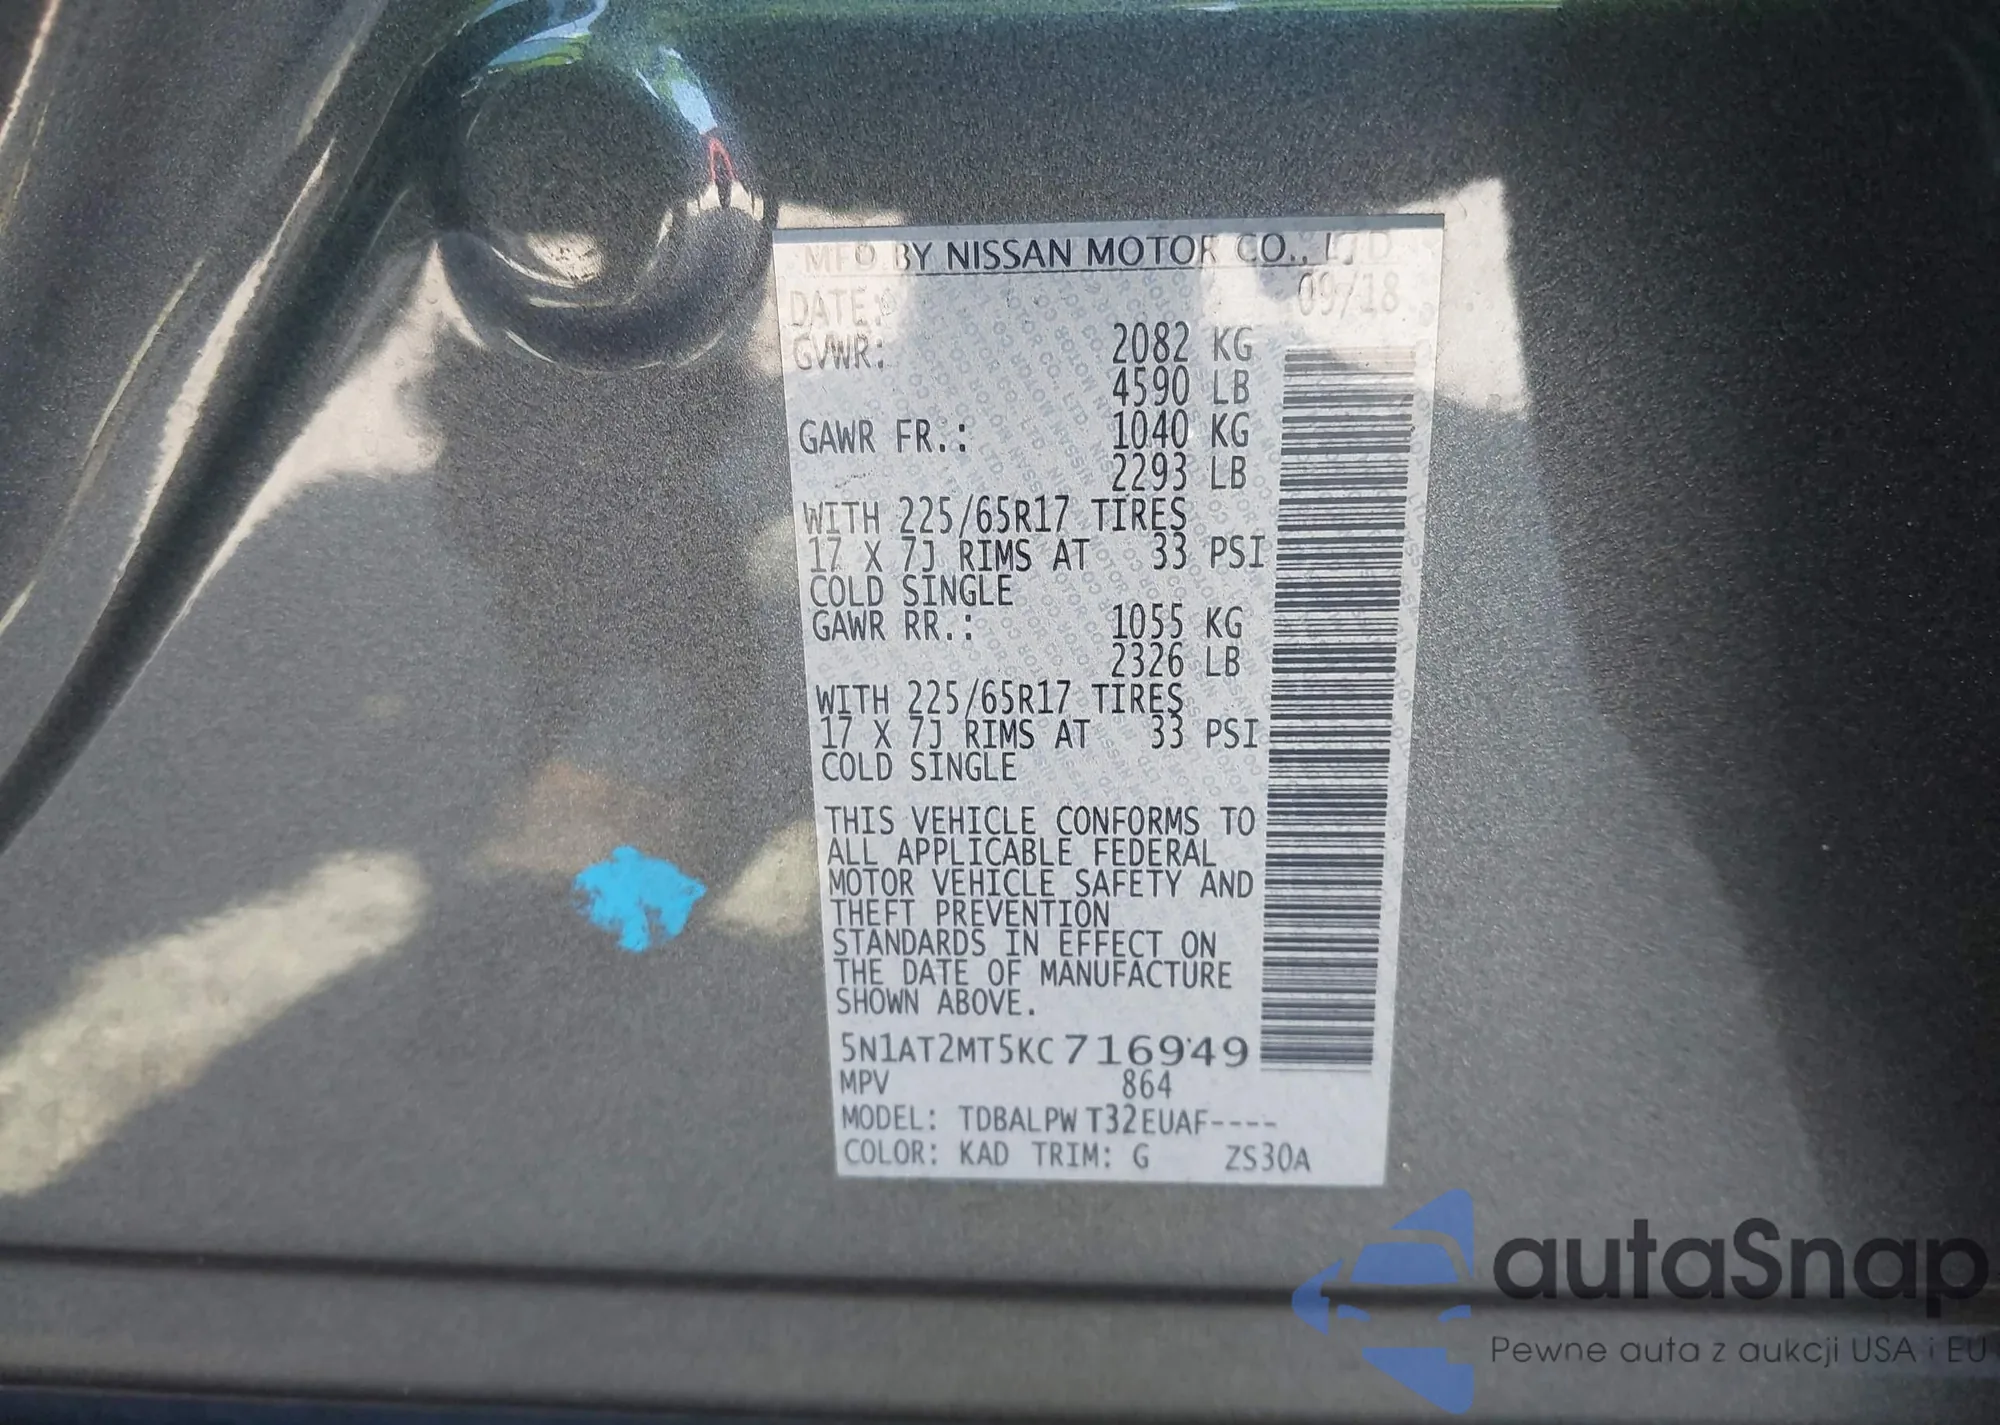 MFD BY NISSAN MOTOR CO., LTD
DATE: 09/18
GVWR: 2082 KG
4590 LB
GAWR FR.: 1040 KG
2293 LB
WITH 225/65R17 TIRES
17 X 7J RIMS AT 33 PSI
COLD SINGLE
GAWR RR.: 1055 KG
2326 LB
WITH 225/65R17 TIRES
17 X 7J RIMS AT 33 PSI
COLD SINGLE
THIS VEHICLE CONFORMS TO
ALL APPLICABLE FEDERAL
MOTOR VEHICLE SAFETY AND
THEFT PREVENTION
STANDARDS IN EFFECT ON
THE DATE OF MANUFACTURE
SHOWN ABOVE.
5N1AT2MT5KC716949
MPV 864
MODEL: TDBALPW T32EUAF----
COLOR: KAD TRIM: G ZS30A
autaSnap
Pewne auta z aukcji USA i EU